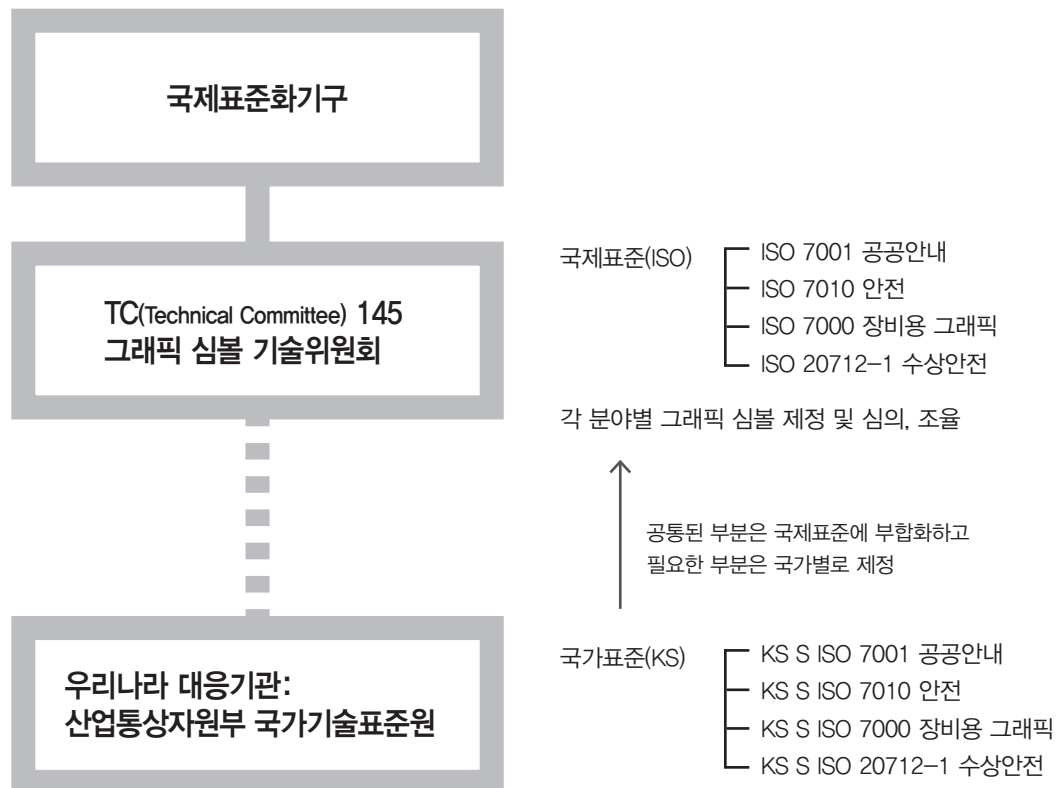 국제표준화기구
TC(Technical Committee) 145
그래픽 심볼 기술위원회
국제표준(ISO)
ISO 7001 공공안내
ISO 7010 안전
ISO 7000 장비용 그래픽
ISO 20712–1 수상안전
각 분야별 그래픽 심볼 제정 및 심의, 조율
공통된 부분은 국제표준에 부합화하고
필요한 부분은 국가별로 제정
우리나라 대응기관:
산업통상자원부 국가기술표준원
국가표준(KS)
KS S ISO 7001 공공안내
KS S ISO 7010 안전
KS S ISO 7000 장비용 그래픽
KS S ISO 20712–1 수상안전